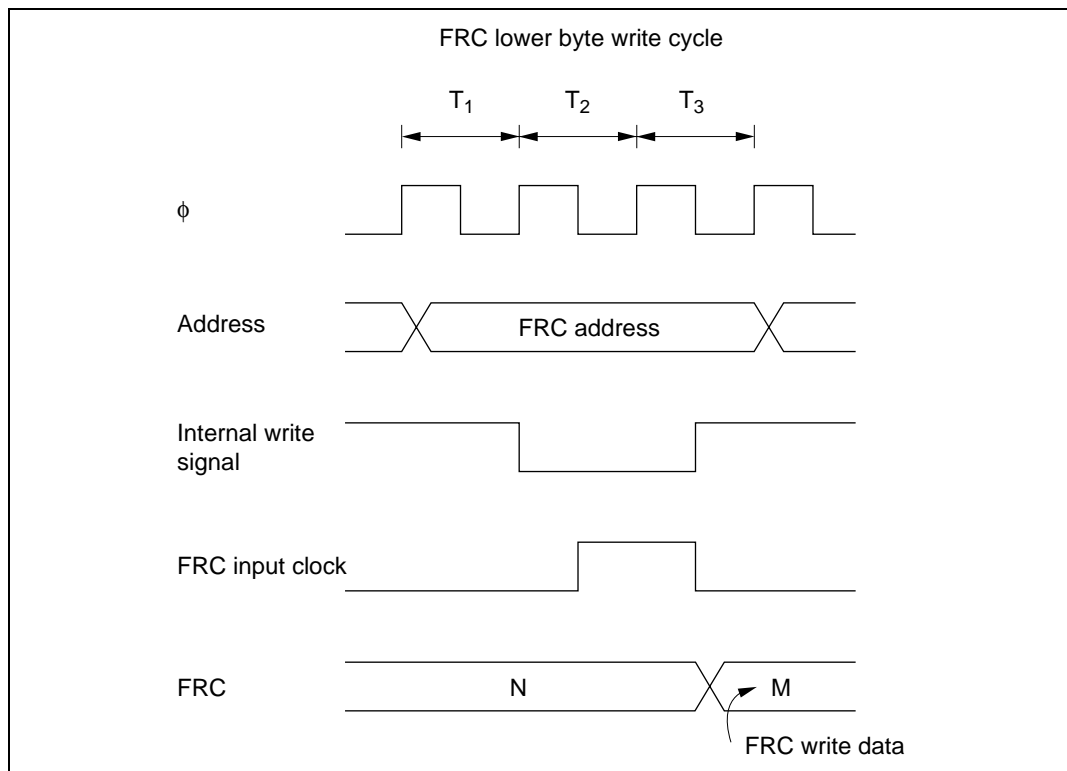 FRC lower byte write cycle
T1 T2 T3
ϕ
Address
FRC address
Internal write
signal
FRC input clock
FRC
N
M
FRC write data